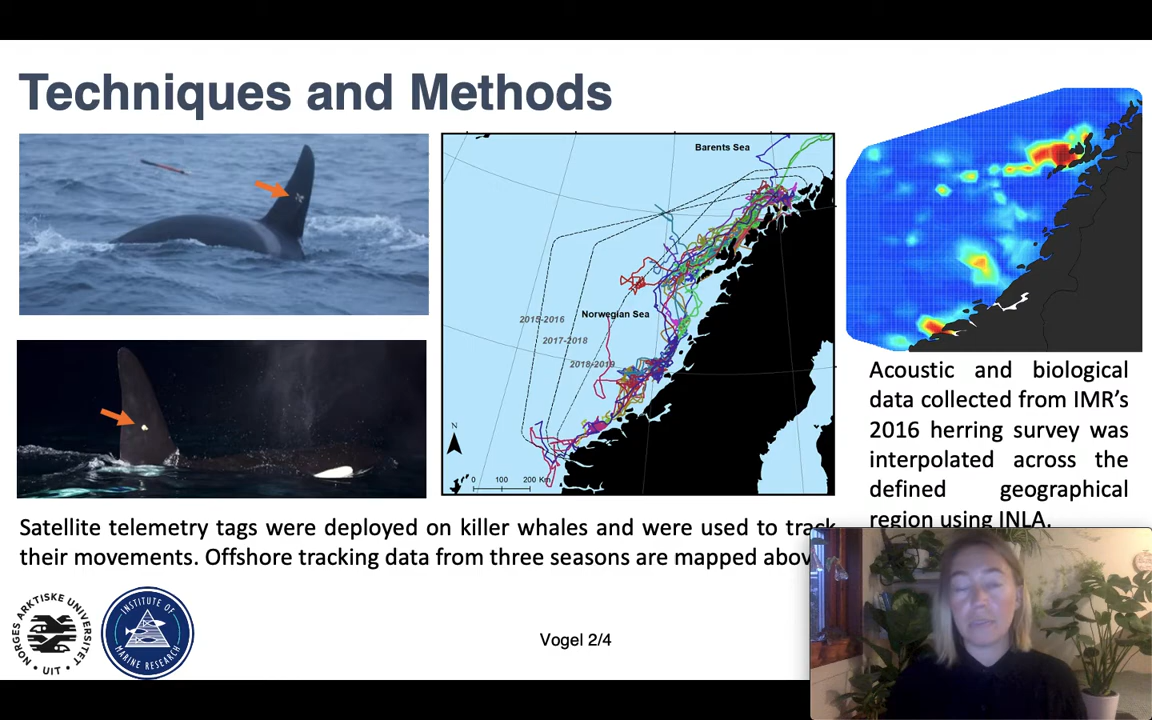 Techniques and Methods
Barents Sea
Norwegian Sea
2015-2016
2017-2018
2018-2019
N
0 100 200 Km
Acoustic and biological
data collected from IMR's
2016 herring survey was
interpolated across the
defined geographical
region using INLA.
Satellite telemetry tags were deployed on killer whales and were used to track
their movements. Offshore tracking data from three seasons are mapped abov
NORGES ARKTISKE UNIVERSITET
• UIT •
INSTITUTE OF
MARINE RESEARCH
Vogel 2/4